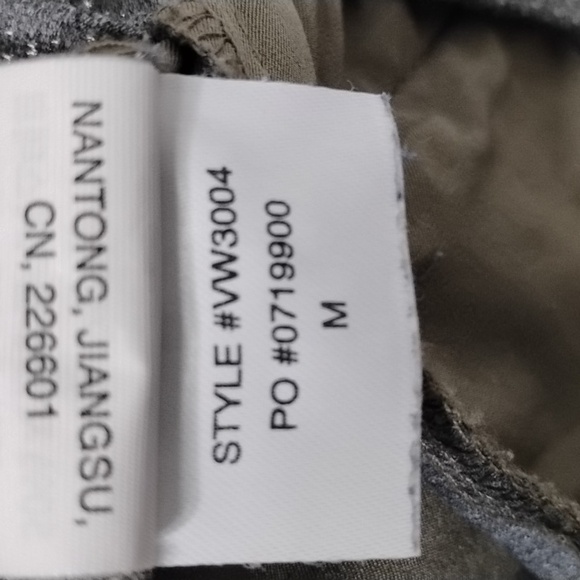 NANTONG, JIANGSU,
CN, 226601
STYLE #VW3004
PO #0719900
M